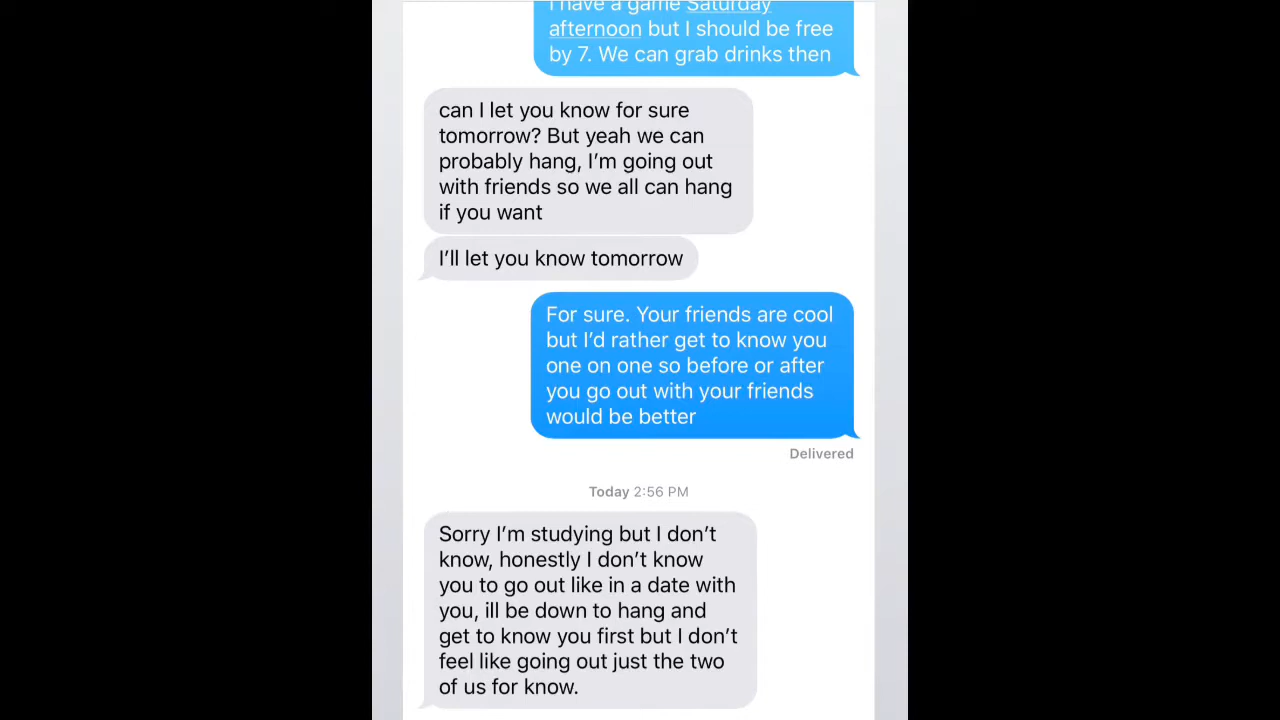 I have a game Saturday
afternoon but I should be free
by 7. We can grab drinks then
can I let you know for sure
tomorrow? But yeah we can
probably hang, I’m going out
with friends so we all can hang
if you want
I’ll let you know tomorrow
For sure. Your friends are cool
but I’d rather get to know you
one on one so before or after
you go out with your friends
would be better
Delivered
Today 2:56 PM
Sorry I’m studying but I don’t
know, honestly I don’t know
you to go out like in a date with
you, ill be down to hang and
get to know you first but I don’t
feel like going out just the two
of us for know.